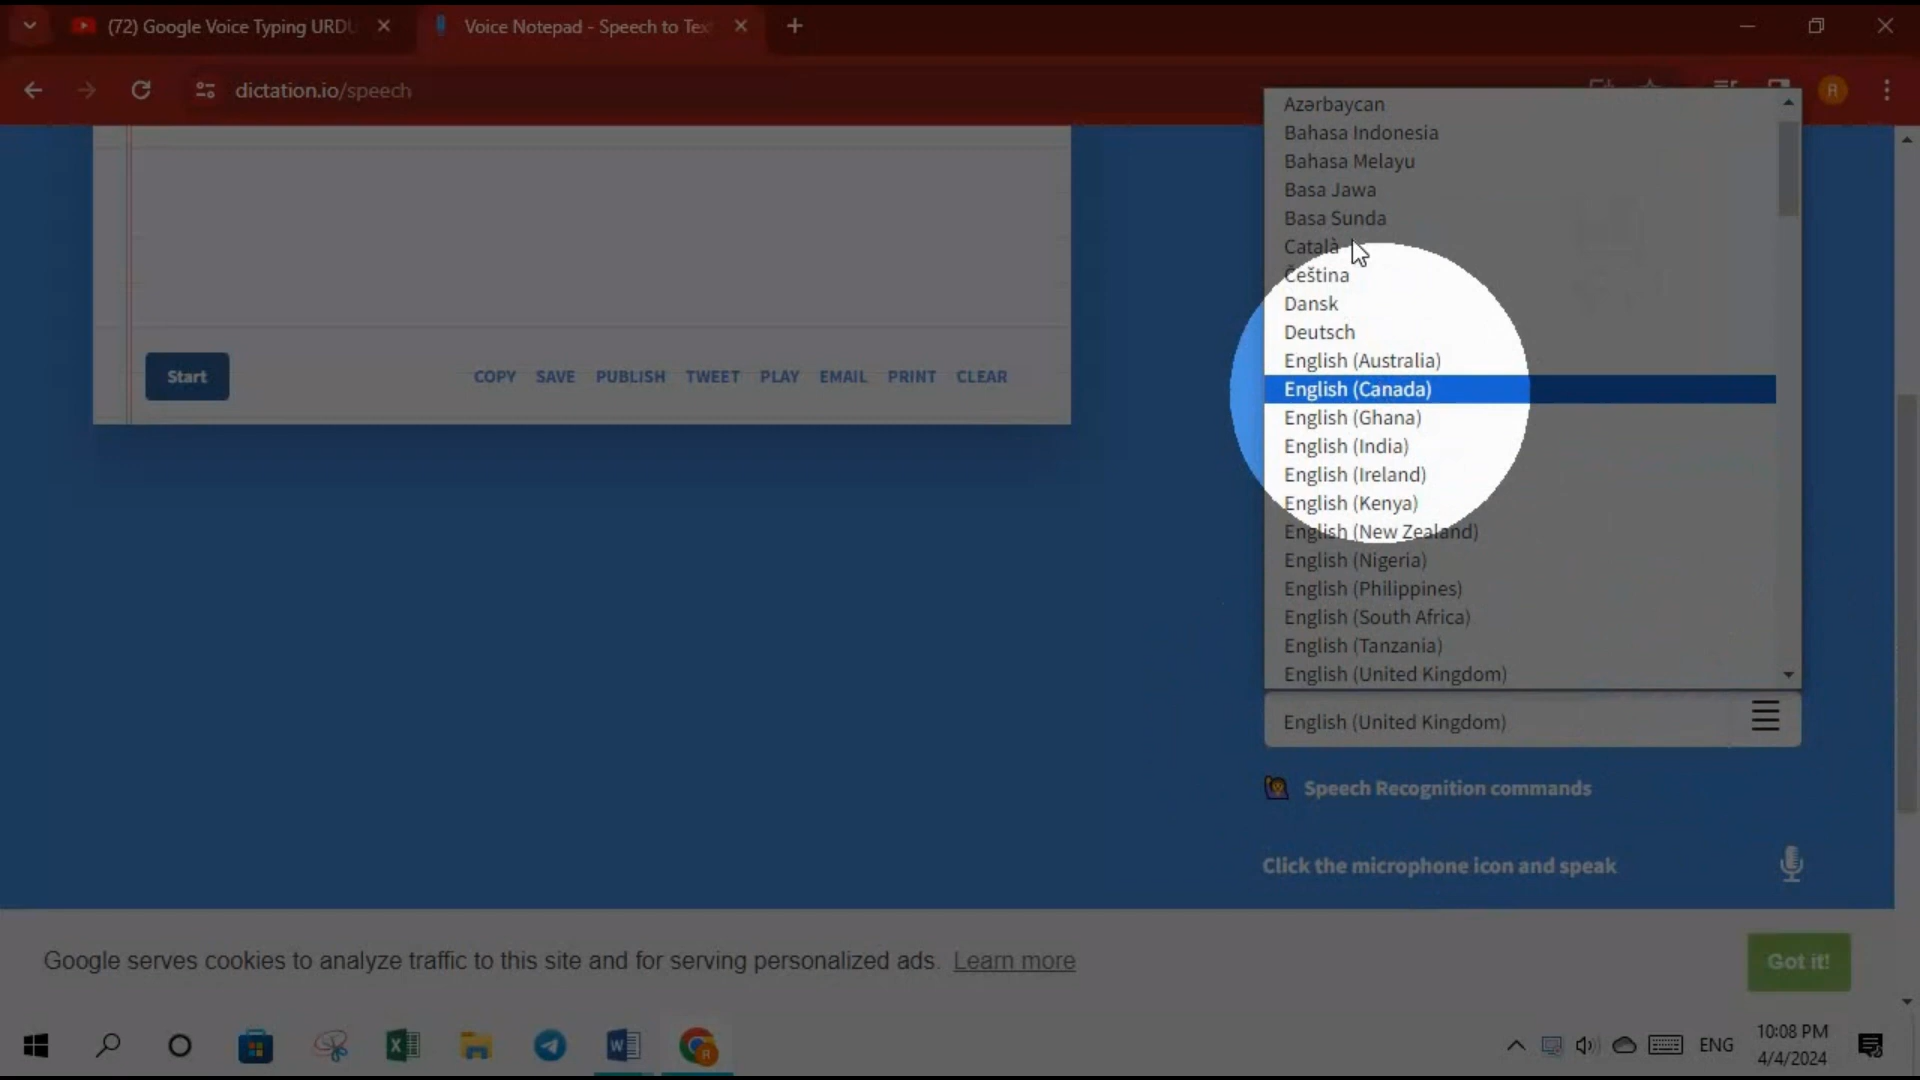 (72) Google Voice Typing URDU
Voice Notepad - Speech to Tex
dictation.io/speech
R
Azərbaycan
Bahasa Indonesia
Bahasa Melayu
Basa Jawa
Basa Sunda
Català
Čeština
Dansk
Deutsch
English (Australia)
English (Canada)
English (Ghana)
English (India)
English (Ireland)
English (Kenya)
English (New Zealand)
English (Nigeria)
English (Philippines)
English (South Africa)
English (Tanzania)
English (United Kingdom)
Start COPY SAVE PUBLISH TWEET PLAY EMAIL PRINT CLEAR
English (United Kingdom)
Speech Recognition commands
Click the microphone icon and speak
Google serves cookies to analyze traffic to this site and for serving personalized ads. Learn more
Got it!
ENG
10:08 PM
4/4/2024